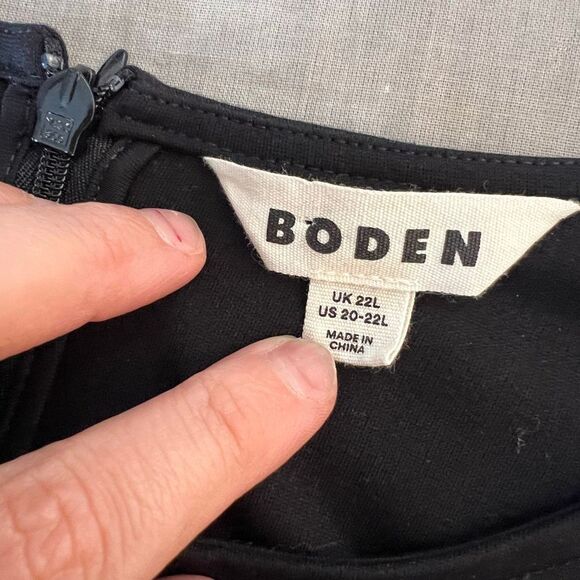 BODEN
UK 22L
US 20-22L
MADE IN
CHINA